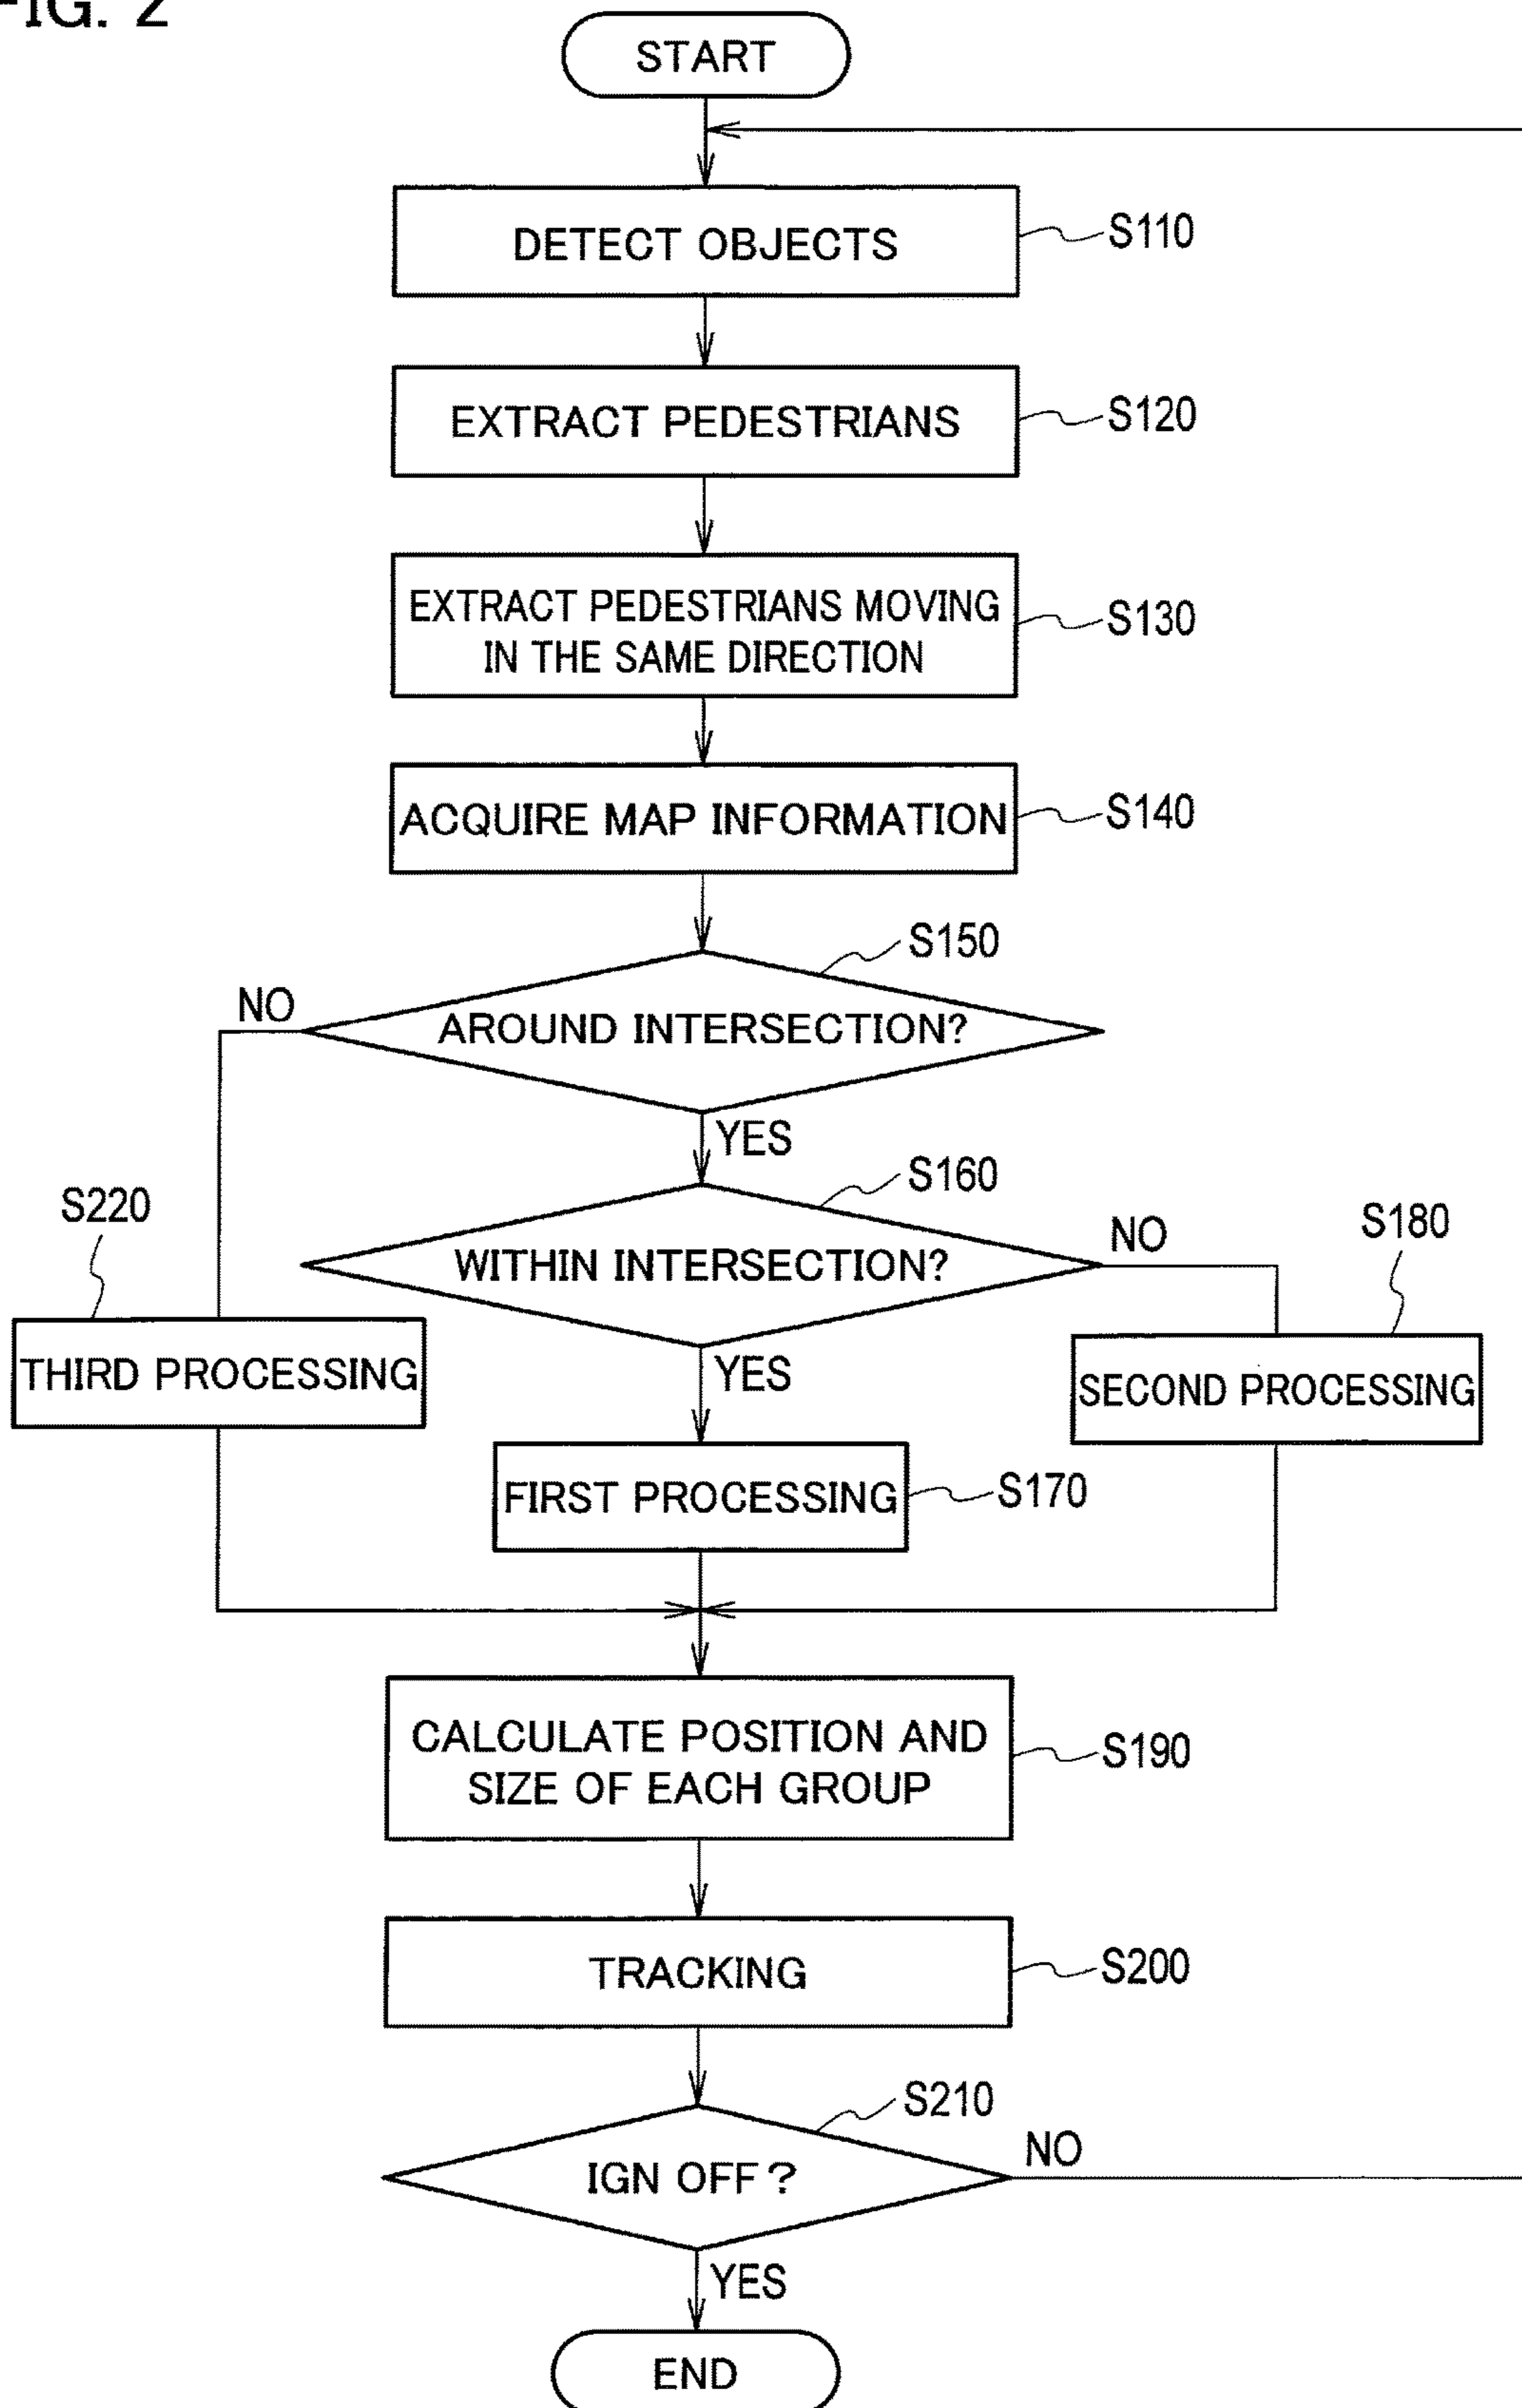 FIG. 2
START
DETECT OBJECTS
S110
EXTRACT PEDESTRIANS
S120
EXTRACT PEDESTRIANS MOVING
IN THE SAME DIRECTION
S130
ACQUIRE MAP INFORMATION
S140
S150
NO
AROUND INTERSECTION?
YES
S160
S220
WITHIN INTERSECTION?
NO
S180
THIRD PROCESSING
YES
SECOND PROCESSING
FIRST PROCESSING
S170
CALCULATE POSITION AND
SIZE OF EACH GROUP
S190
TRACKING
S200
S210
IGN OFF?
NO
YES
END